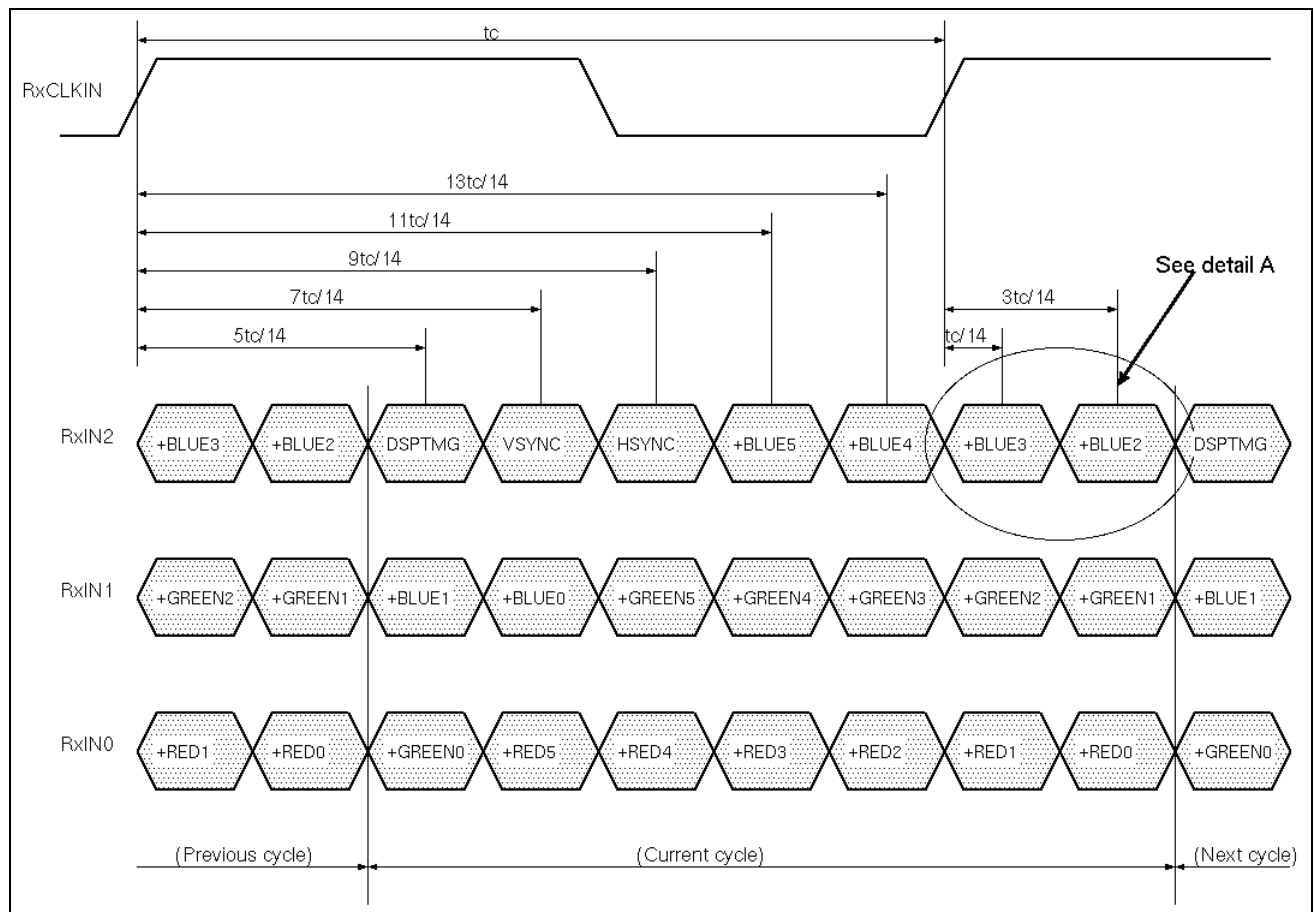 tc
RxCLKIN
13tc/14
11tc/14
9tc/14
See detail A
7tc/14
3tc/14
5tc/14
tc/14
RxIN2 +BLUE3 +BLUE2 DSPTMG VSYNC HSYNC +BLUE5 +BLUE4 +BLUE3 +BLUE2 DSPTMG
RxIN1 +GREEN2 +GREEN1 +BLUE1 +BLUE0 +GREEN5 +GREEN4 +GREEN3 +GREEN2 +GREEN1 +BLUE1
RxIN0 +RED1 +RED0 +GREEN0 +RED5 +RED4 +RED3 +RED2 +RED1 +RED0 +GREEN0
(Previous cycle) (Current cycle) (Next cycle)